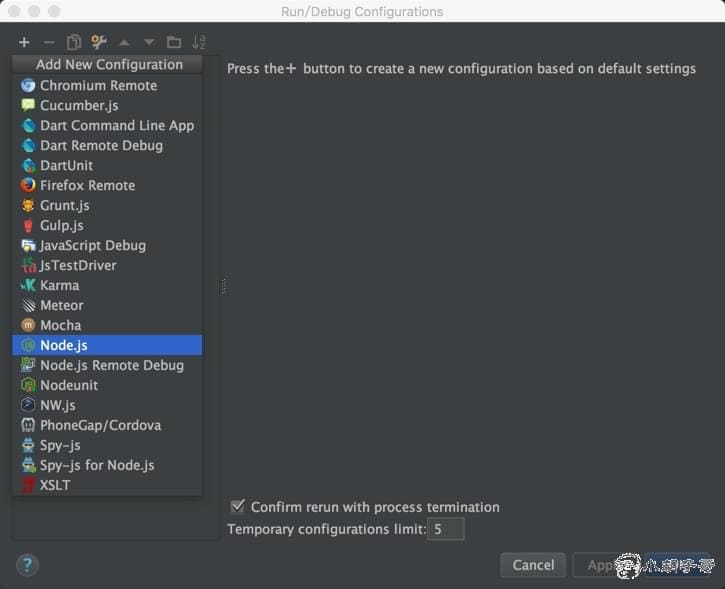 Run/Debug Configurations
Add New Configuration
Press the + button to create a new configuration based on default settings
Chromium Remote
Cucumber.js
Dart Command Line App
Dart Remote Debug
DartUnit
Firefox Remote
Grunt.js
Gulp.js
JavaScript Debug
JsTestDriver
Karma
Meteor
Mocha
Node.js
Node.js Remote Debug
Nodeunit
NW.js
PhoneGap/Cordova
Spy-js
Spy-js for Node.js
XSLT
Confirm rerun with process termination
Temporary configurations limit: 5
? Cancel